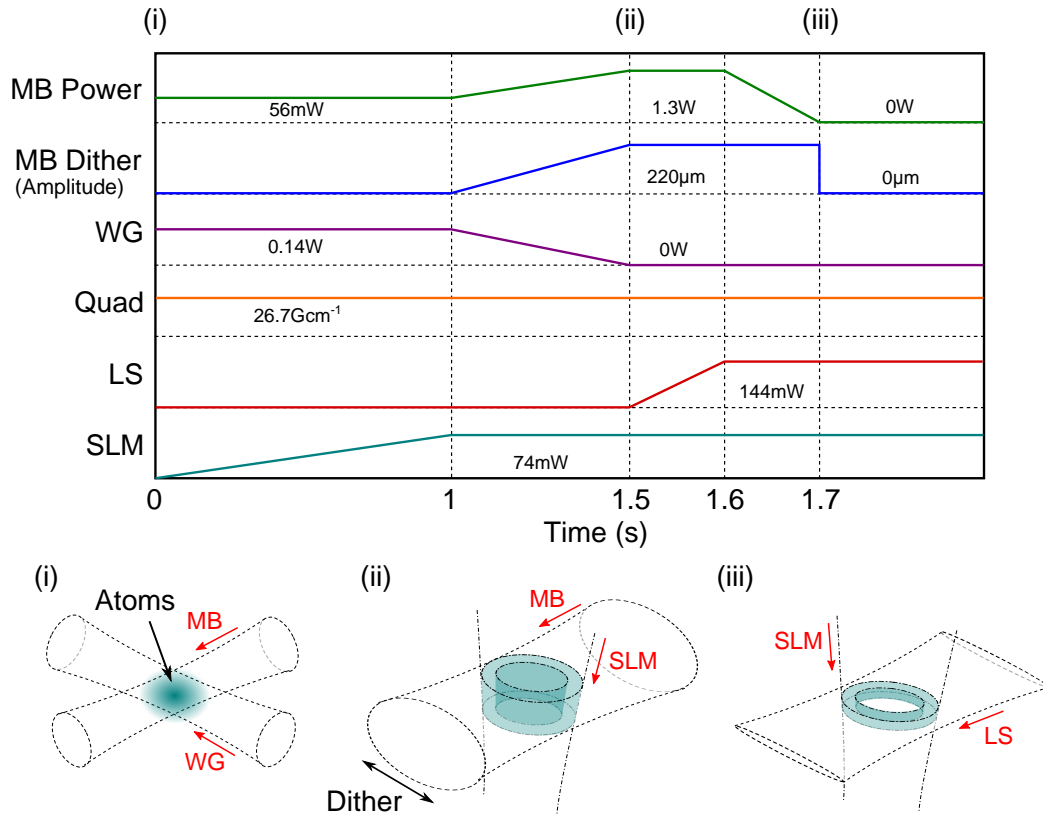 (i) (ii) (iii)
MB Power
56mW 1.3W 0W
MB Dither
(Amplitude)
220µm 0µm
WG
0.14W 0W
Quad
26.7Gcm⁻¹
LS
144mW
SLM
74mW
0 1 1.5 1.6 1.7
Time (s)
(i) (ii) (iii)
Atoms
MB
WG
MB
SLM
Dither
SLM
LS